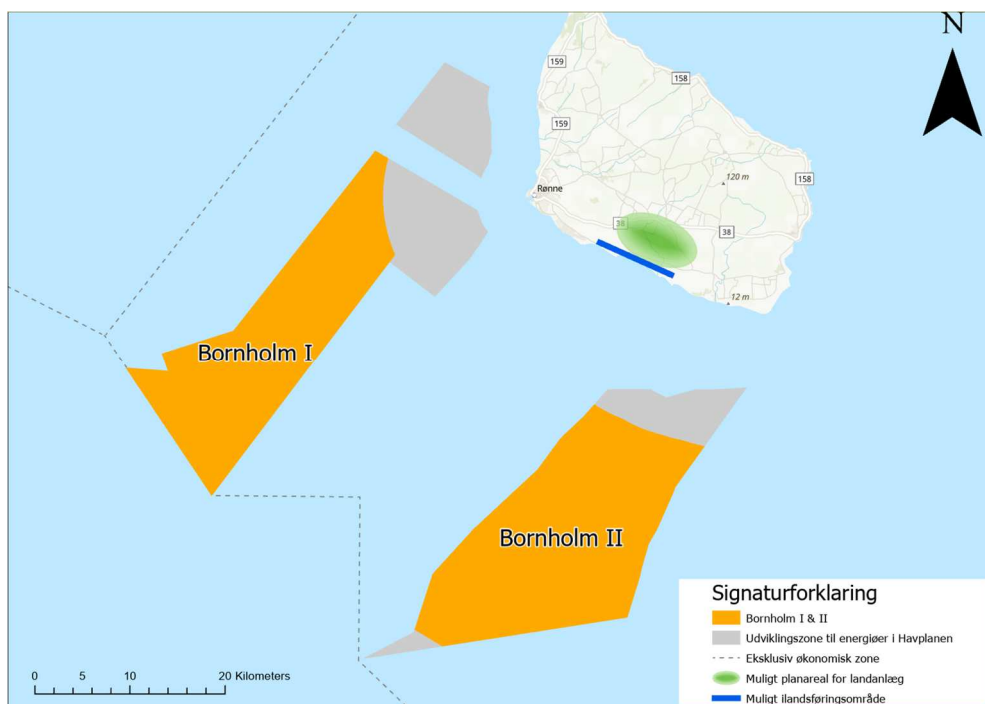 N
159
158
159
120 m
158
Rønne
38
38
12 m
Bornholm I
Bornholm II
Signaturforklaring
Bornholm I & II
Udviklingszone til energiøer i Havplanen
Eksklusiv økonomisk zone
Muligt planareal for landanlæg
Muligt ilandsføringsområde
0 5 10 20 Kilometers